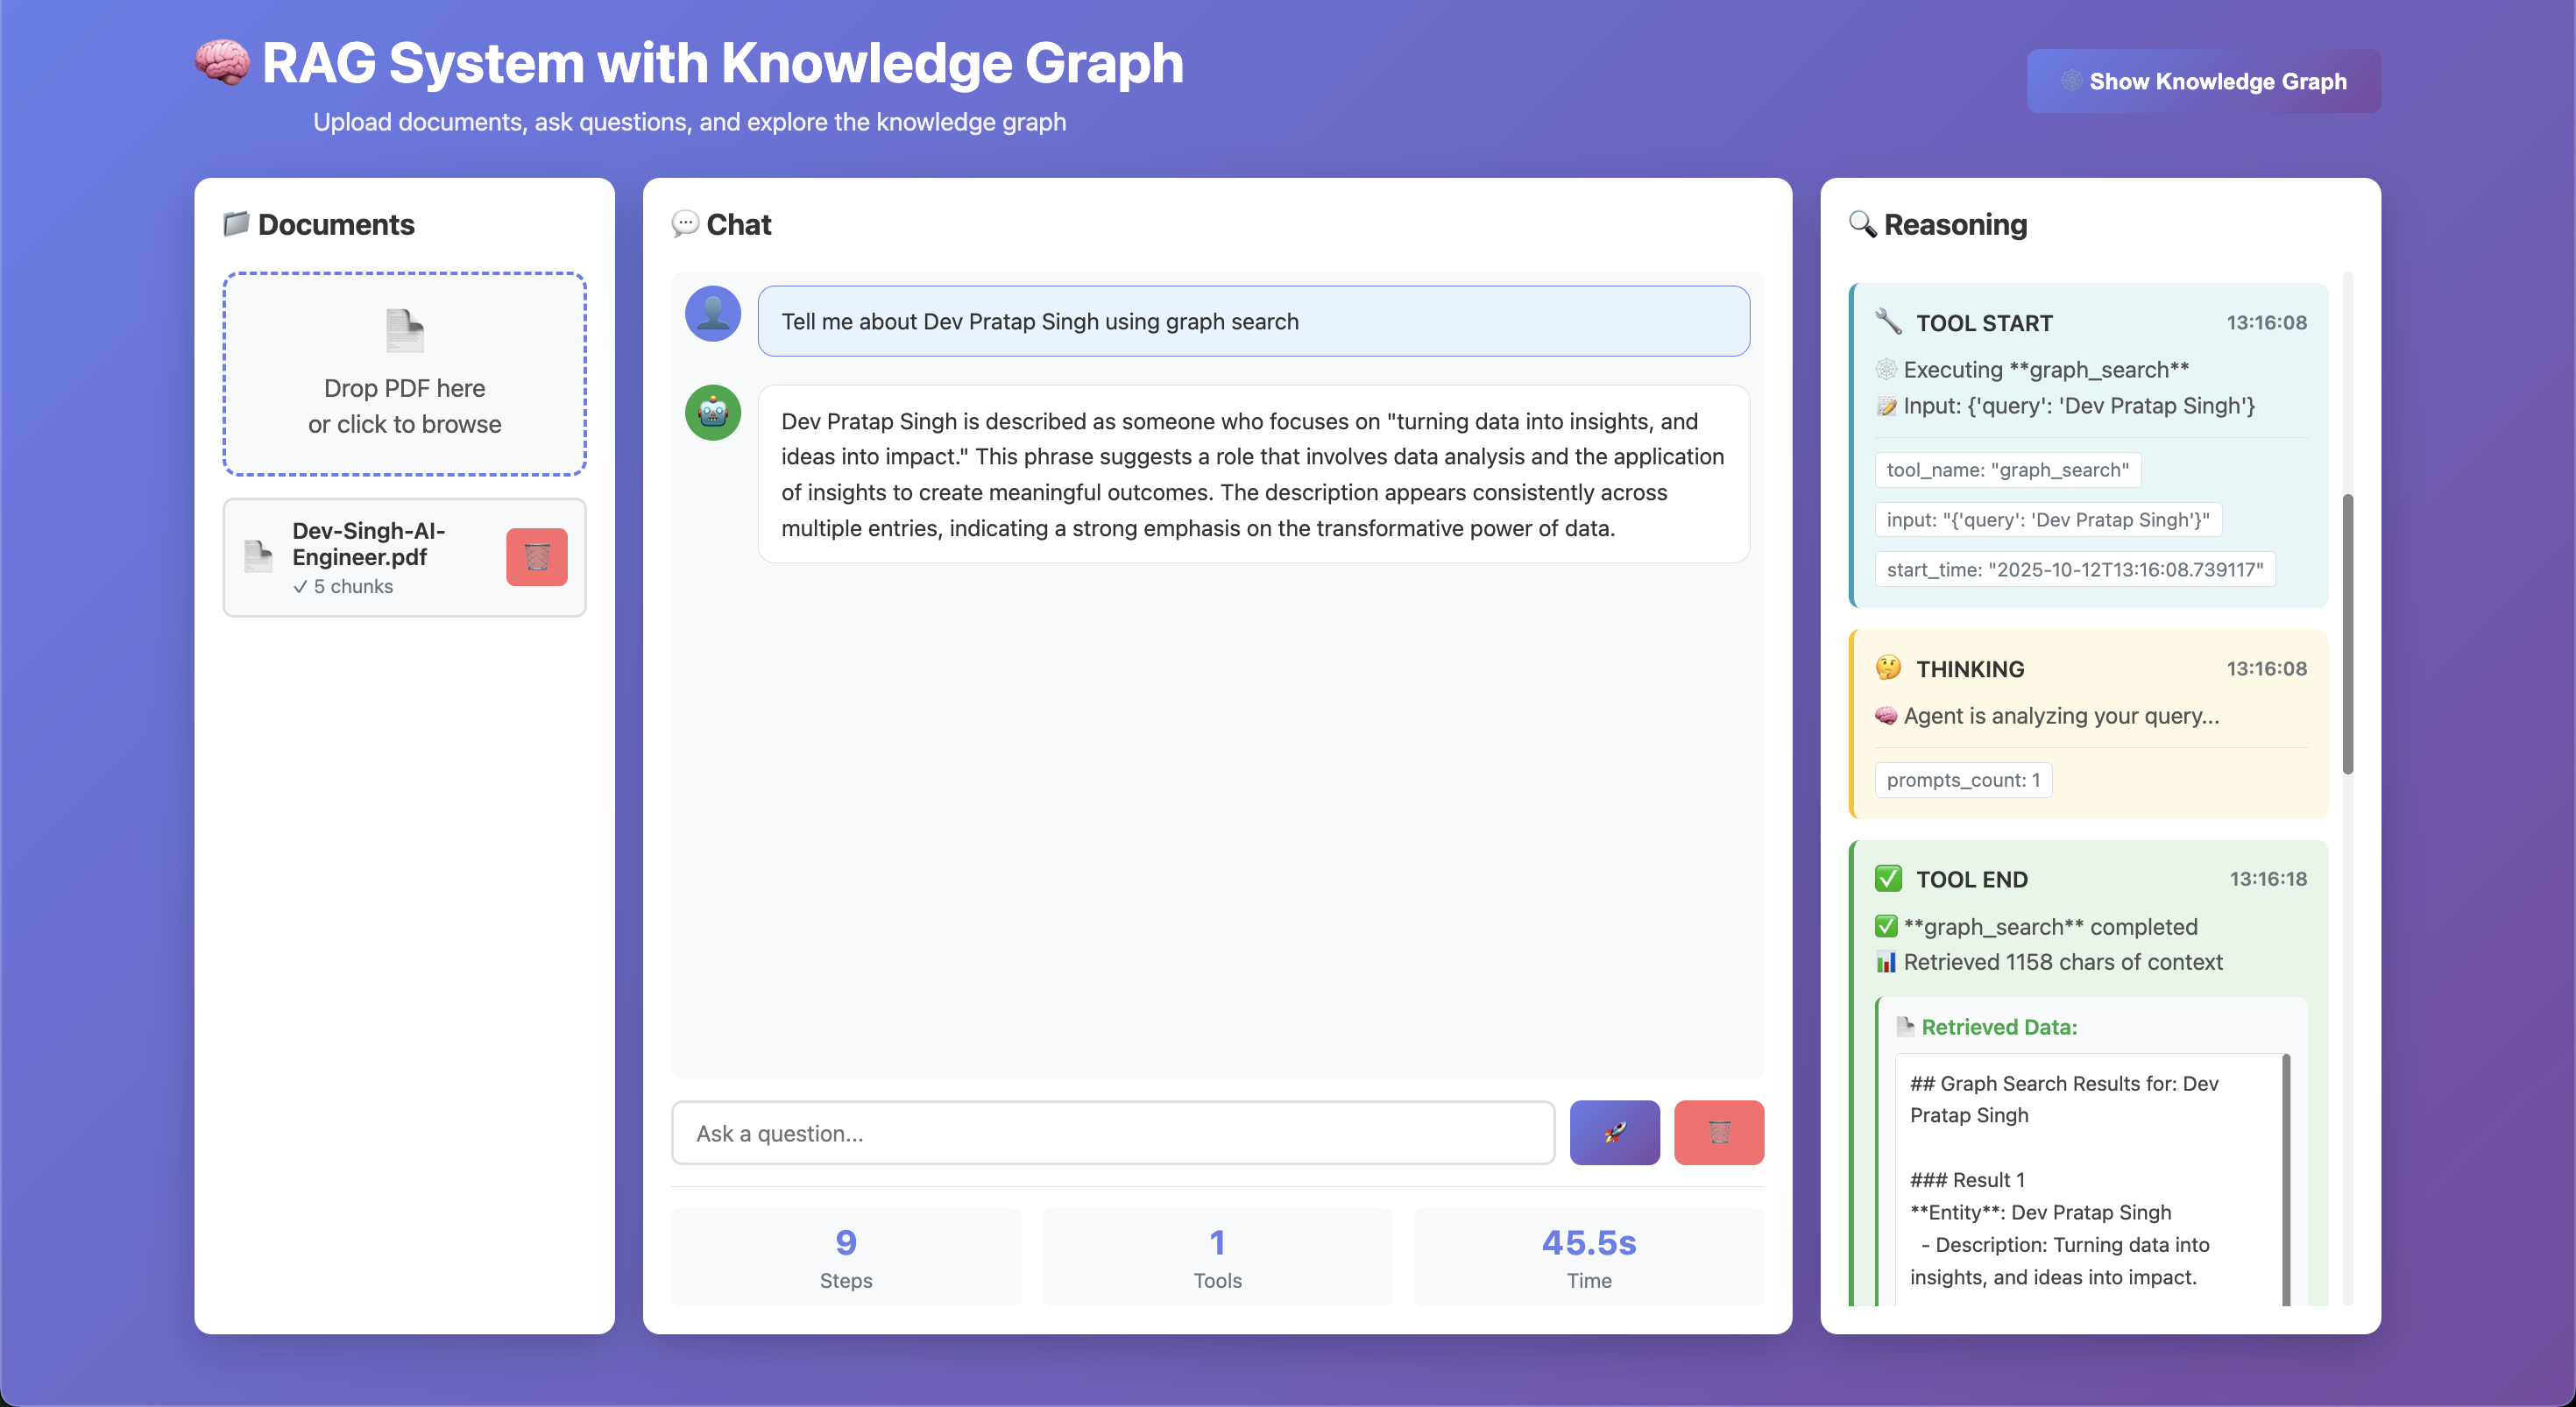 RAG System with Knowledge Graph
Upload documents, ask questions, and explore the knowledge graph
Show Knowledge Graph
Documents
Drop PDF here
or click to browse
Dev-Singh-AI-
Engineer.pdf
✓ 5 chunks
Chat
Tell me about Dev Pratap Singh using graph search
Dev Pratap Singh is described as someone who focuses on "turning data into insights, and
ideas into impact." This phrase suggests a role that involves data analysis and the application
of insights to create meaningful outcomes. The description appears consistently across
multiple entries, indicating a strong emphasis on the transformative power of data.
Ask a question...
9
Steps
1
Tools
45.5s
Time
Reasoning
TOOL START
13:16:08
Executing **graph_search**
Input: {'query': 'Dev Pratap Singh'}
tool_name: "graph_search"
input: "{'query': 'Dev Pratap Singh'}"
start_time: "2025-10-12T13:16:08.739117"
THINKING
13:16:08
Agent is analyzing your query...
prompts_count: 1
TOOL END
13:16:18
**graph_search** completed
Retrieved 1158 chars of context
Retrieved Data:
## Graph Search Results for: Dev
Pratap Singh
### Result 1
**Entity**: Dev Pratap Singh
- Description: Turning data into
insights, and ideas into impact.